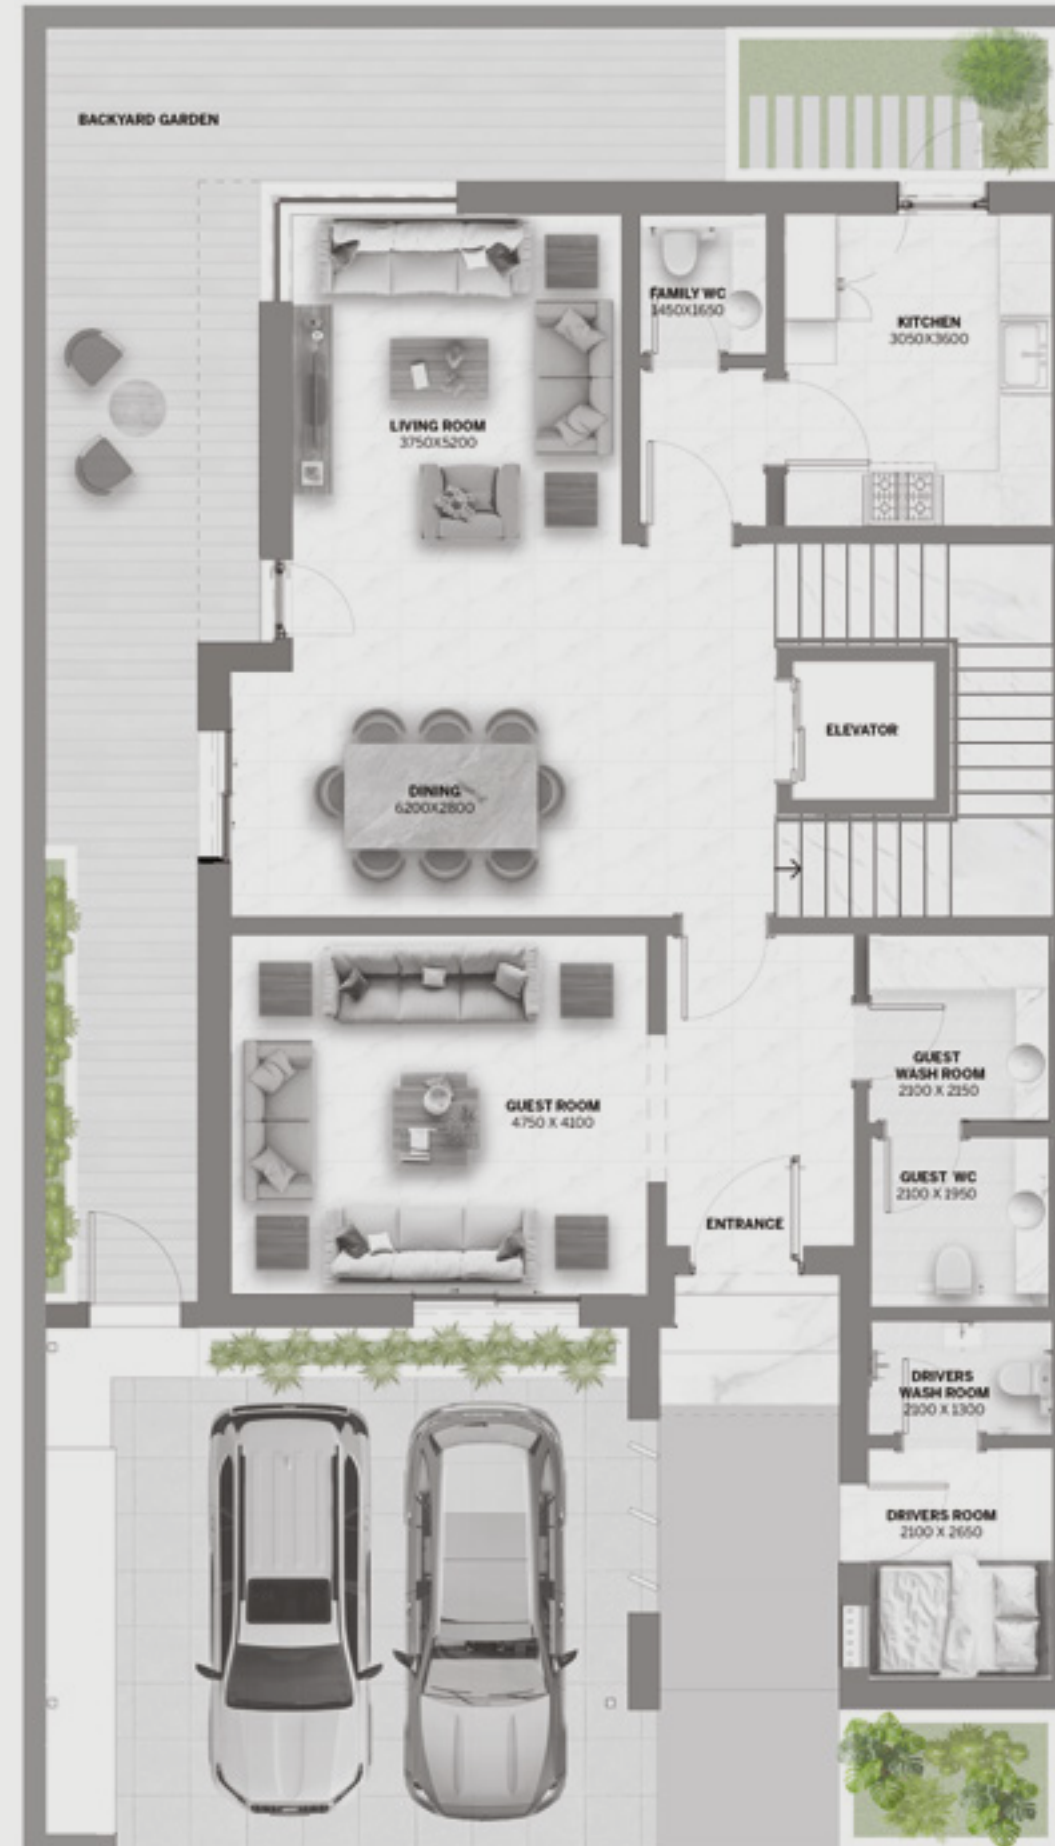 BACKYARD GARDEN
FAMILY WC
1450X1650
KITCHEN
3050X3600
LIVING ROOM
3750X5200
ELEVATOR
DINING
6200X2800
GUEST
WASH ROOM
2100 X 2150
GUEST ROOM
4750 X 4100
GUEST WC
2100 X 1950
ENTRANCE
DRIVERS
WASH ROOM
2100 X 1300
DRIVERS ROOM
2100 X 2650